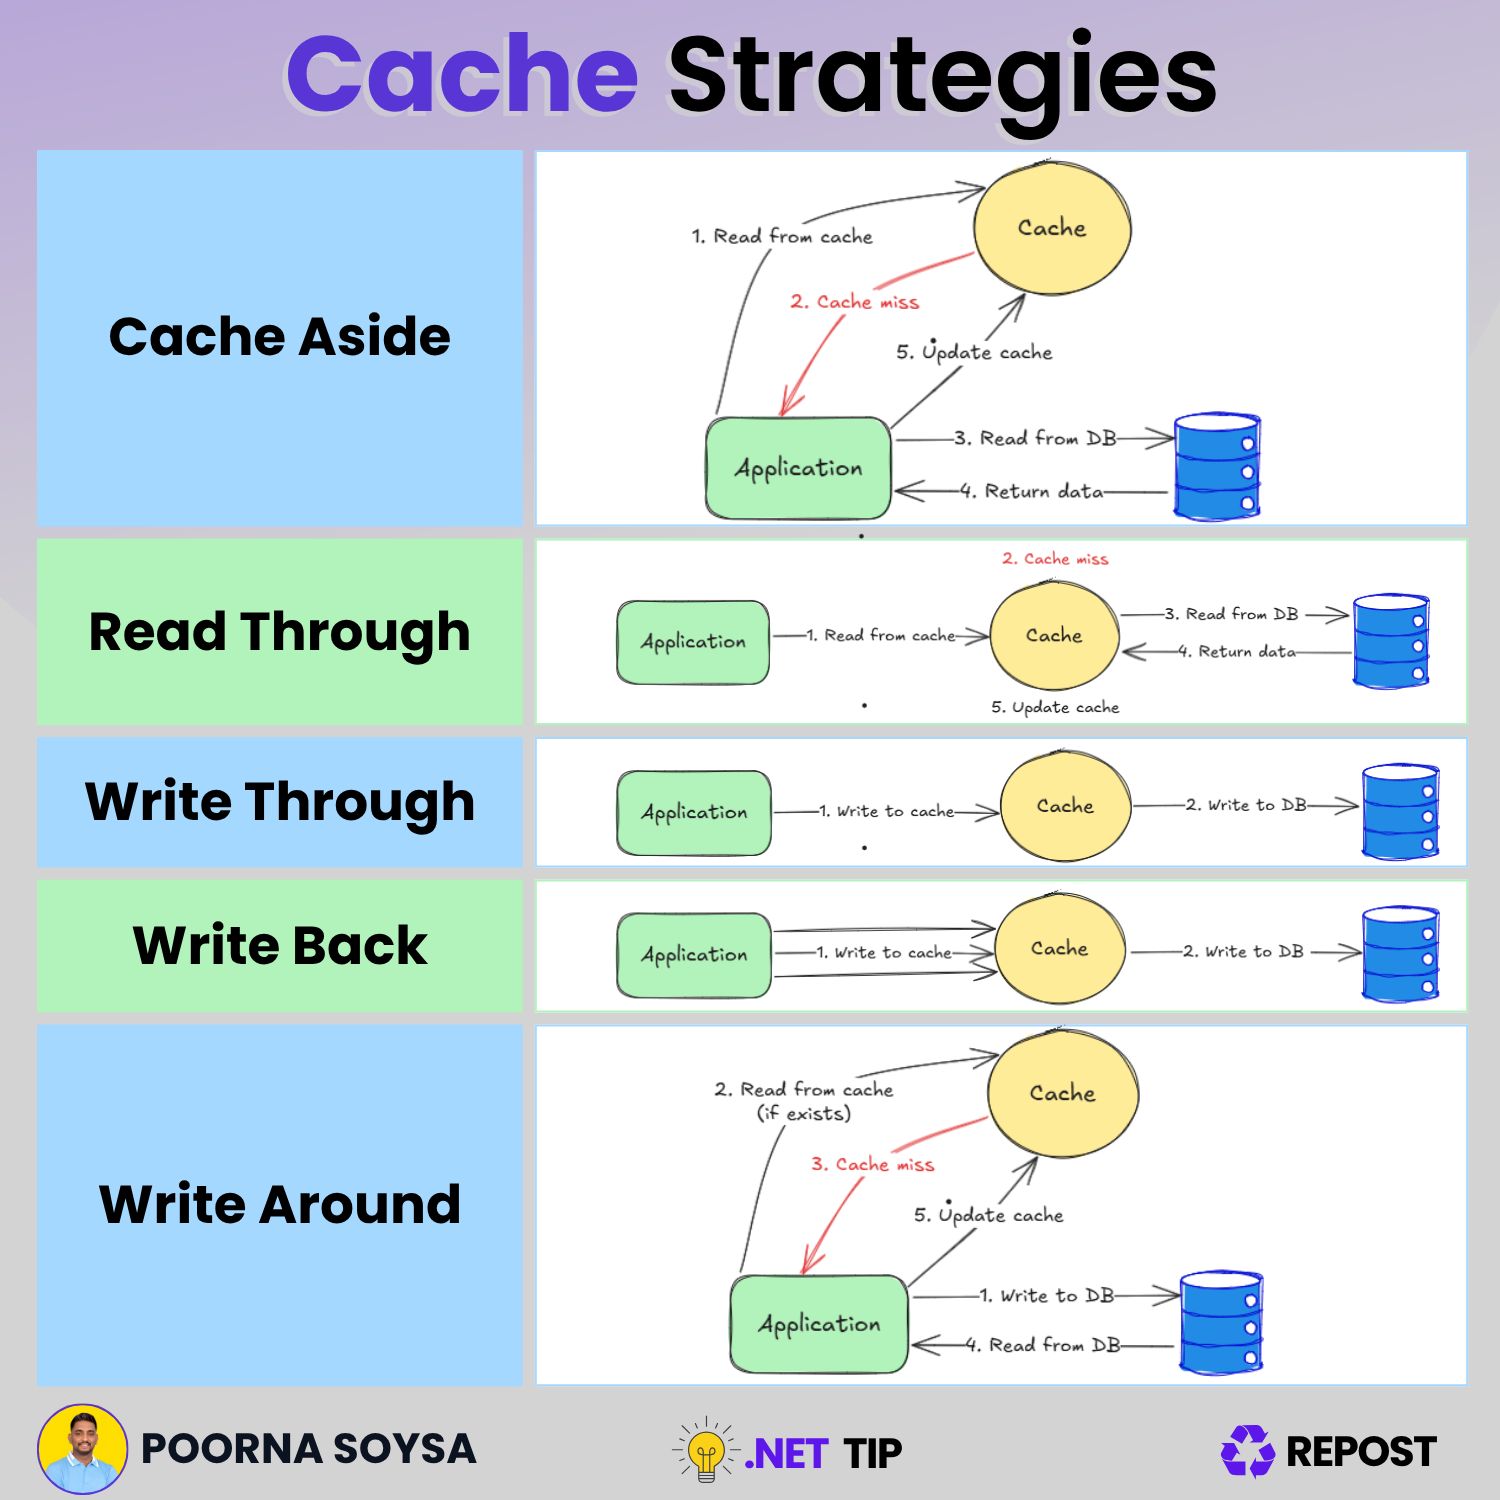 Cache Strategies
Cache Aside
Cache
1. Read from cache
2. Cache miss
5. Update cache
3. Read from DB
Application
4. Return data
Read Through
2. Cache miss
Application
1. Read from cache
Cache
3. Read from DB
4. Return data
5. Update cache
Write Through
Application
1. Write to cache
Cache
2. Write to DB
Write Back
Application
1. Write to cache
Cache
2. Write to DB
Write Around
2. Read from cache
(if exists)
Cache
3. Cache miss
5. Update cache
1. Write to DB
Application
4. Read from DB
POORNA SOYSA
.NET TIP
REPOST